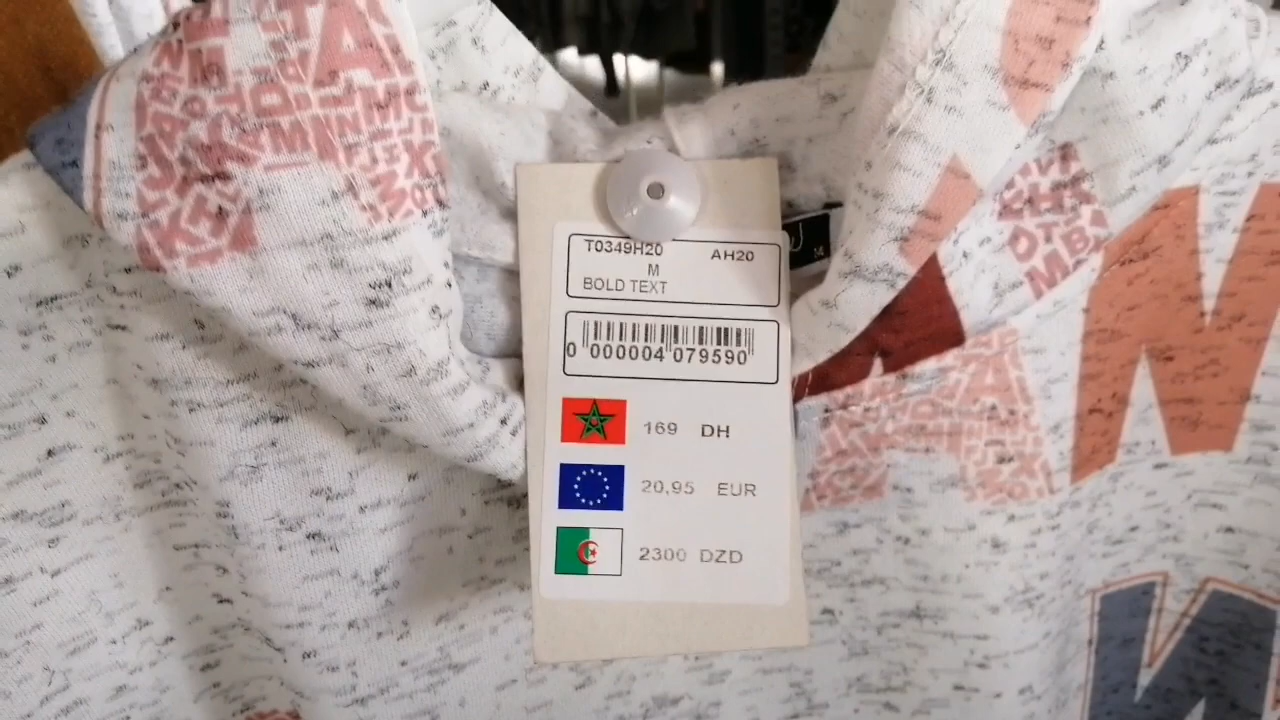 T0349H20 AH20
M
BOLD TEXT
0 000004 079590
169 DH
20,95 EUR
2300 DZD
M